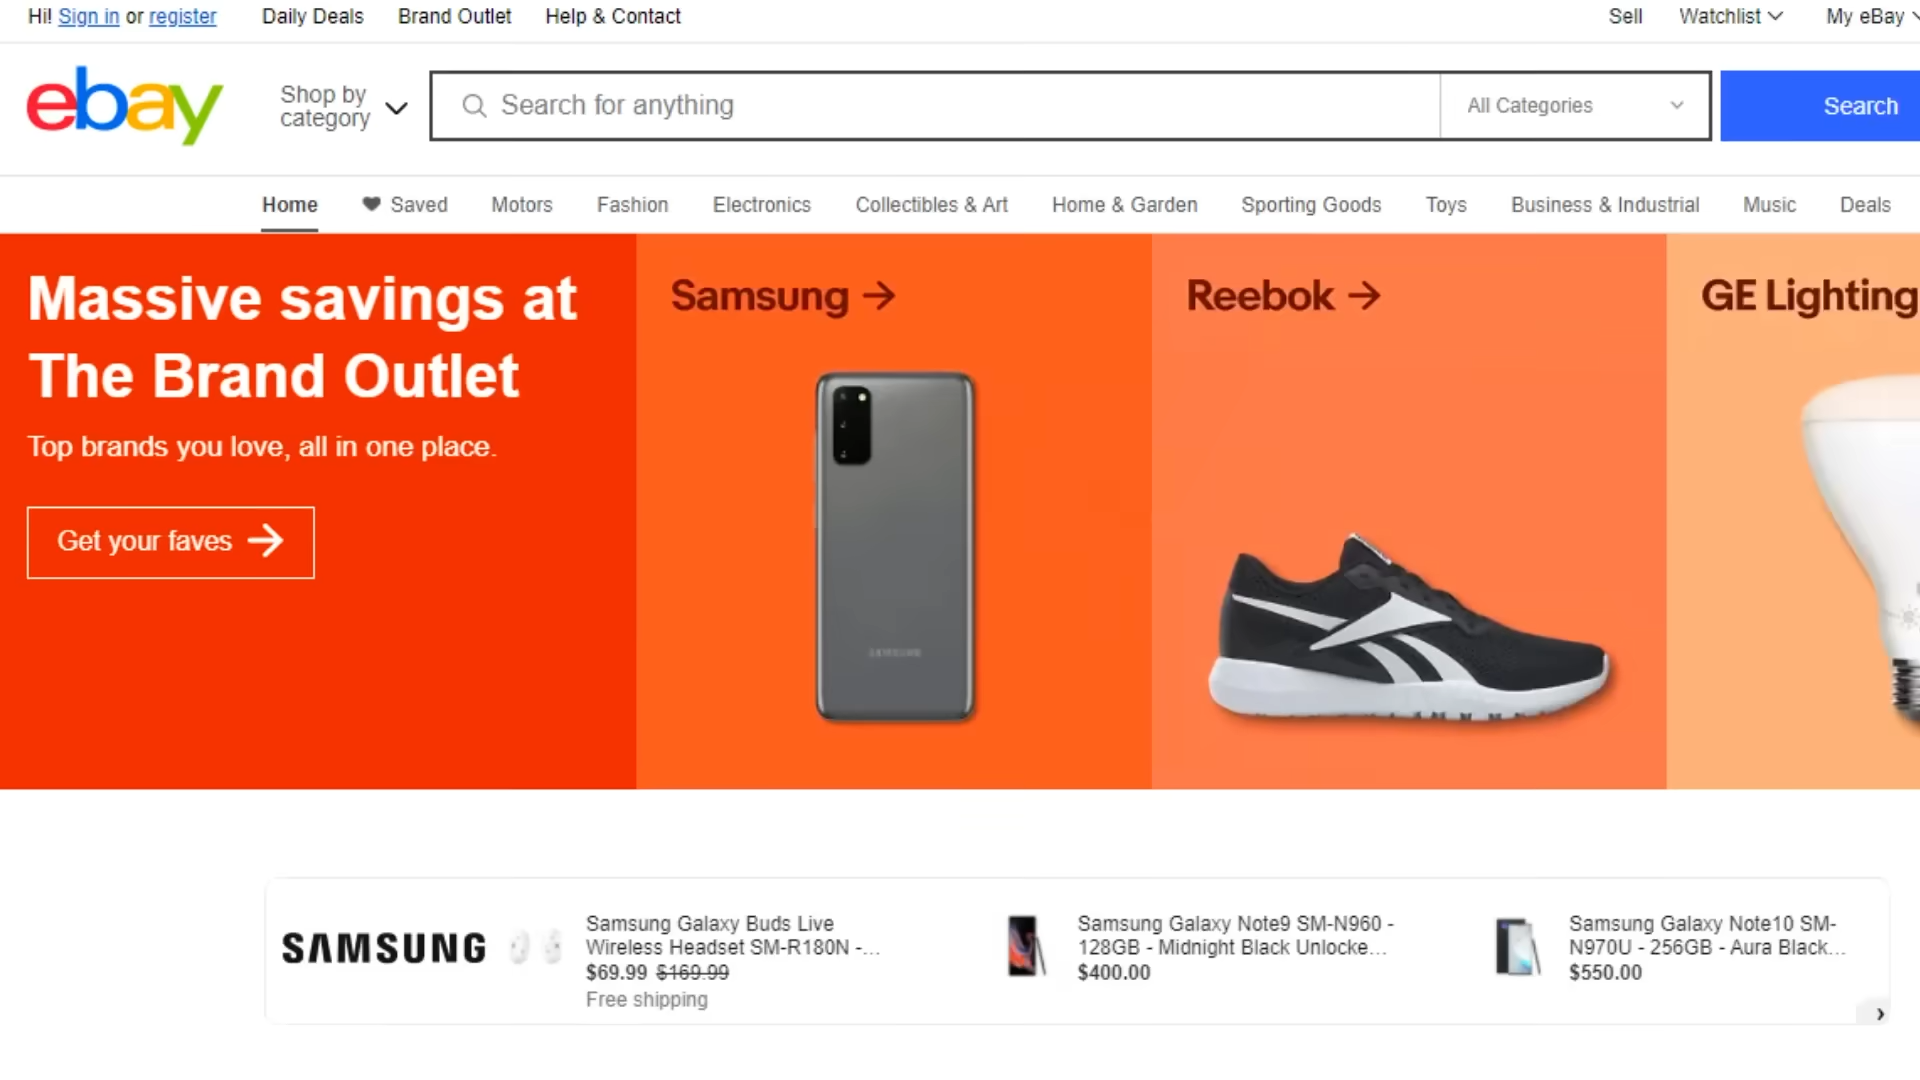 Hi! Sign in or register Daily Deals Brand Outlet Help & Contact Sell Watchlist My eBay
ebay
Shop by
category
Search for anything
All Categories
Search
Home Saved Motors Fashion Electronics Collectibles & Art Home & Garden Sporting Goods Toys Business & Industrial Music Deals
Massive savings at
The Brand Outlet
Top brands you love, all in one place.
Get your faves
Samsung
SAMSUNG
Reebok
GE Lighting
SAMSUNG
Samsung Galaxy Buds Live
Wireless Headset SM-R180N -...
$69.99 $169.99
Free shipping
Samsung Galaxy Note9 SM-N960 -
128GB - Midnight Black Unlocke...
$400.00
Samsung Galaxy Note10 SM-
N970U - 256GB - Aura Black...
$550.00